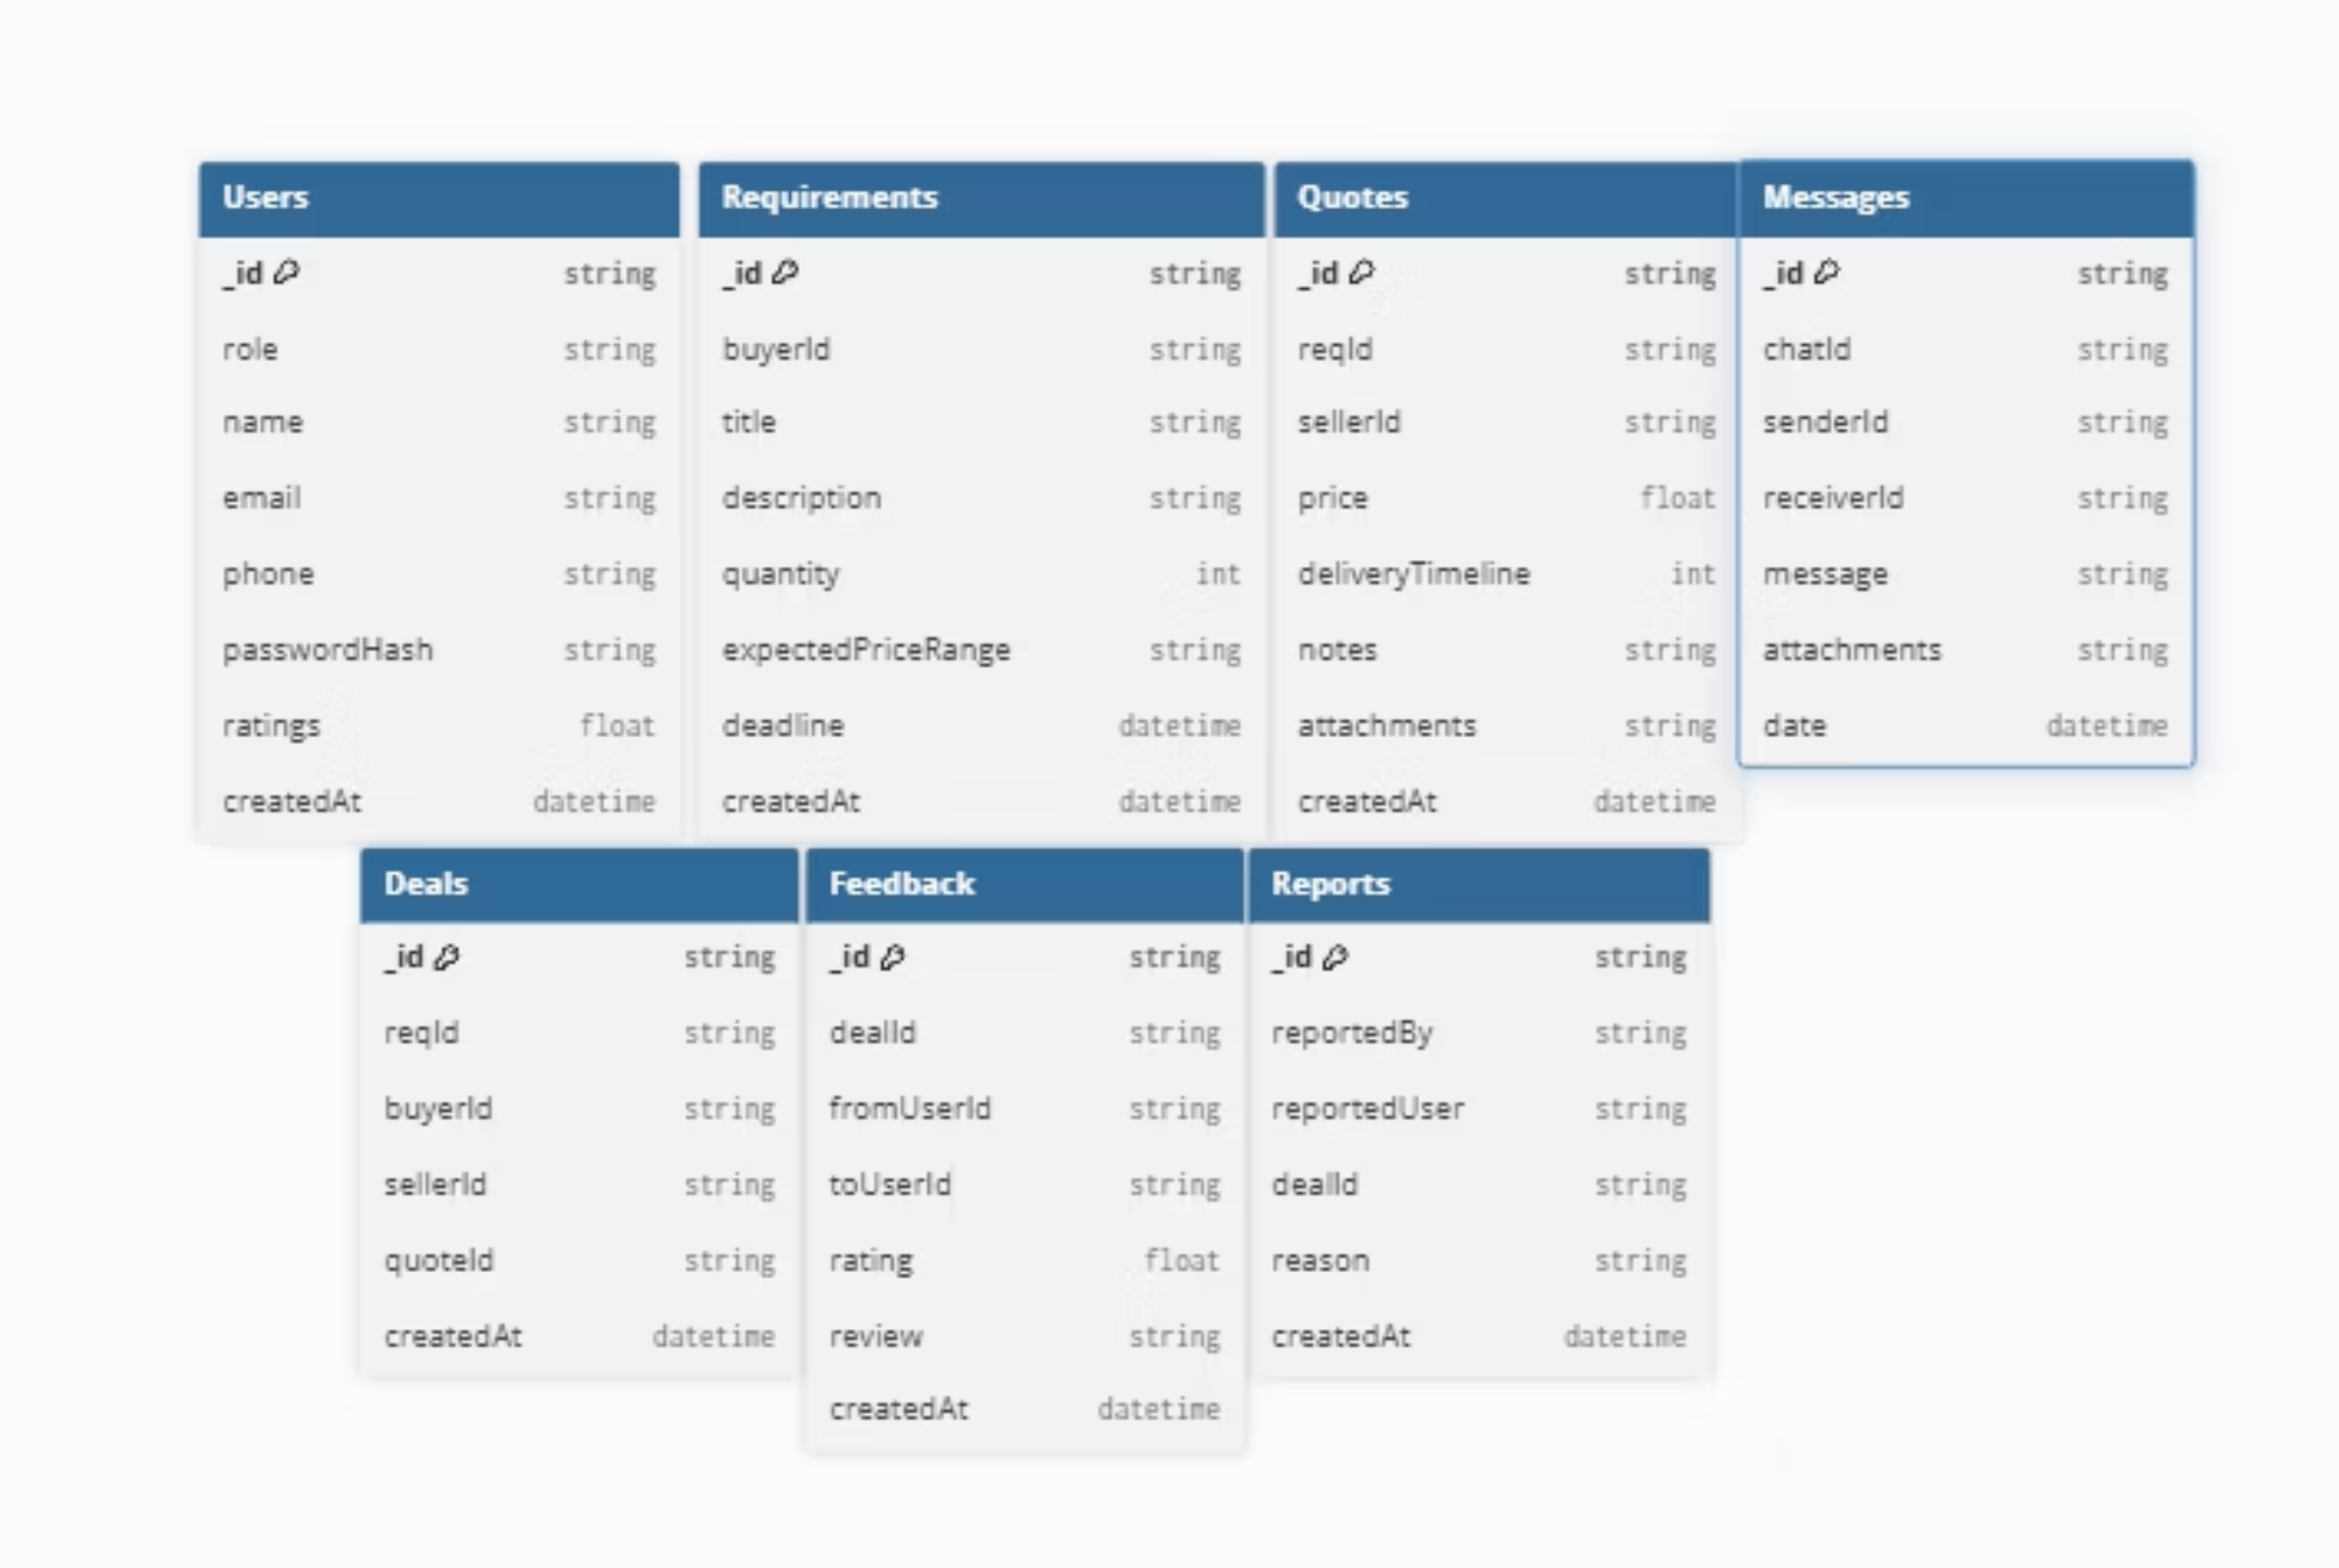 Users
_id string
role string
name string
email string
phone string
passwordHash string
ratings float
createdAt datetime
Requirements
_id string
buyerId string
title string
description string
quantity int
expectedPriceRange string
deadline datetime
createdAt datetime
Quotes
_id string
reqId string
sellerId string
price float
deliveryTimeline int
notes string
attachments string
createdAt datetime
Messages
_id string
chatId string
senderId string
receiverId string
message string
attachments string
date datetime
Deals
_id string
reqId string
buyerId string
sellerId string
quoteId string
createdAt datetime
Feedback
_id string
dealId string
fromUserId string
toUserId string
rating float
review string
createdAt datetime
Reports
_id string
reportedBy string
reportedUser string
dealId string
reason string
createdAt datetime